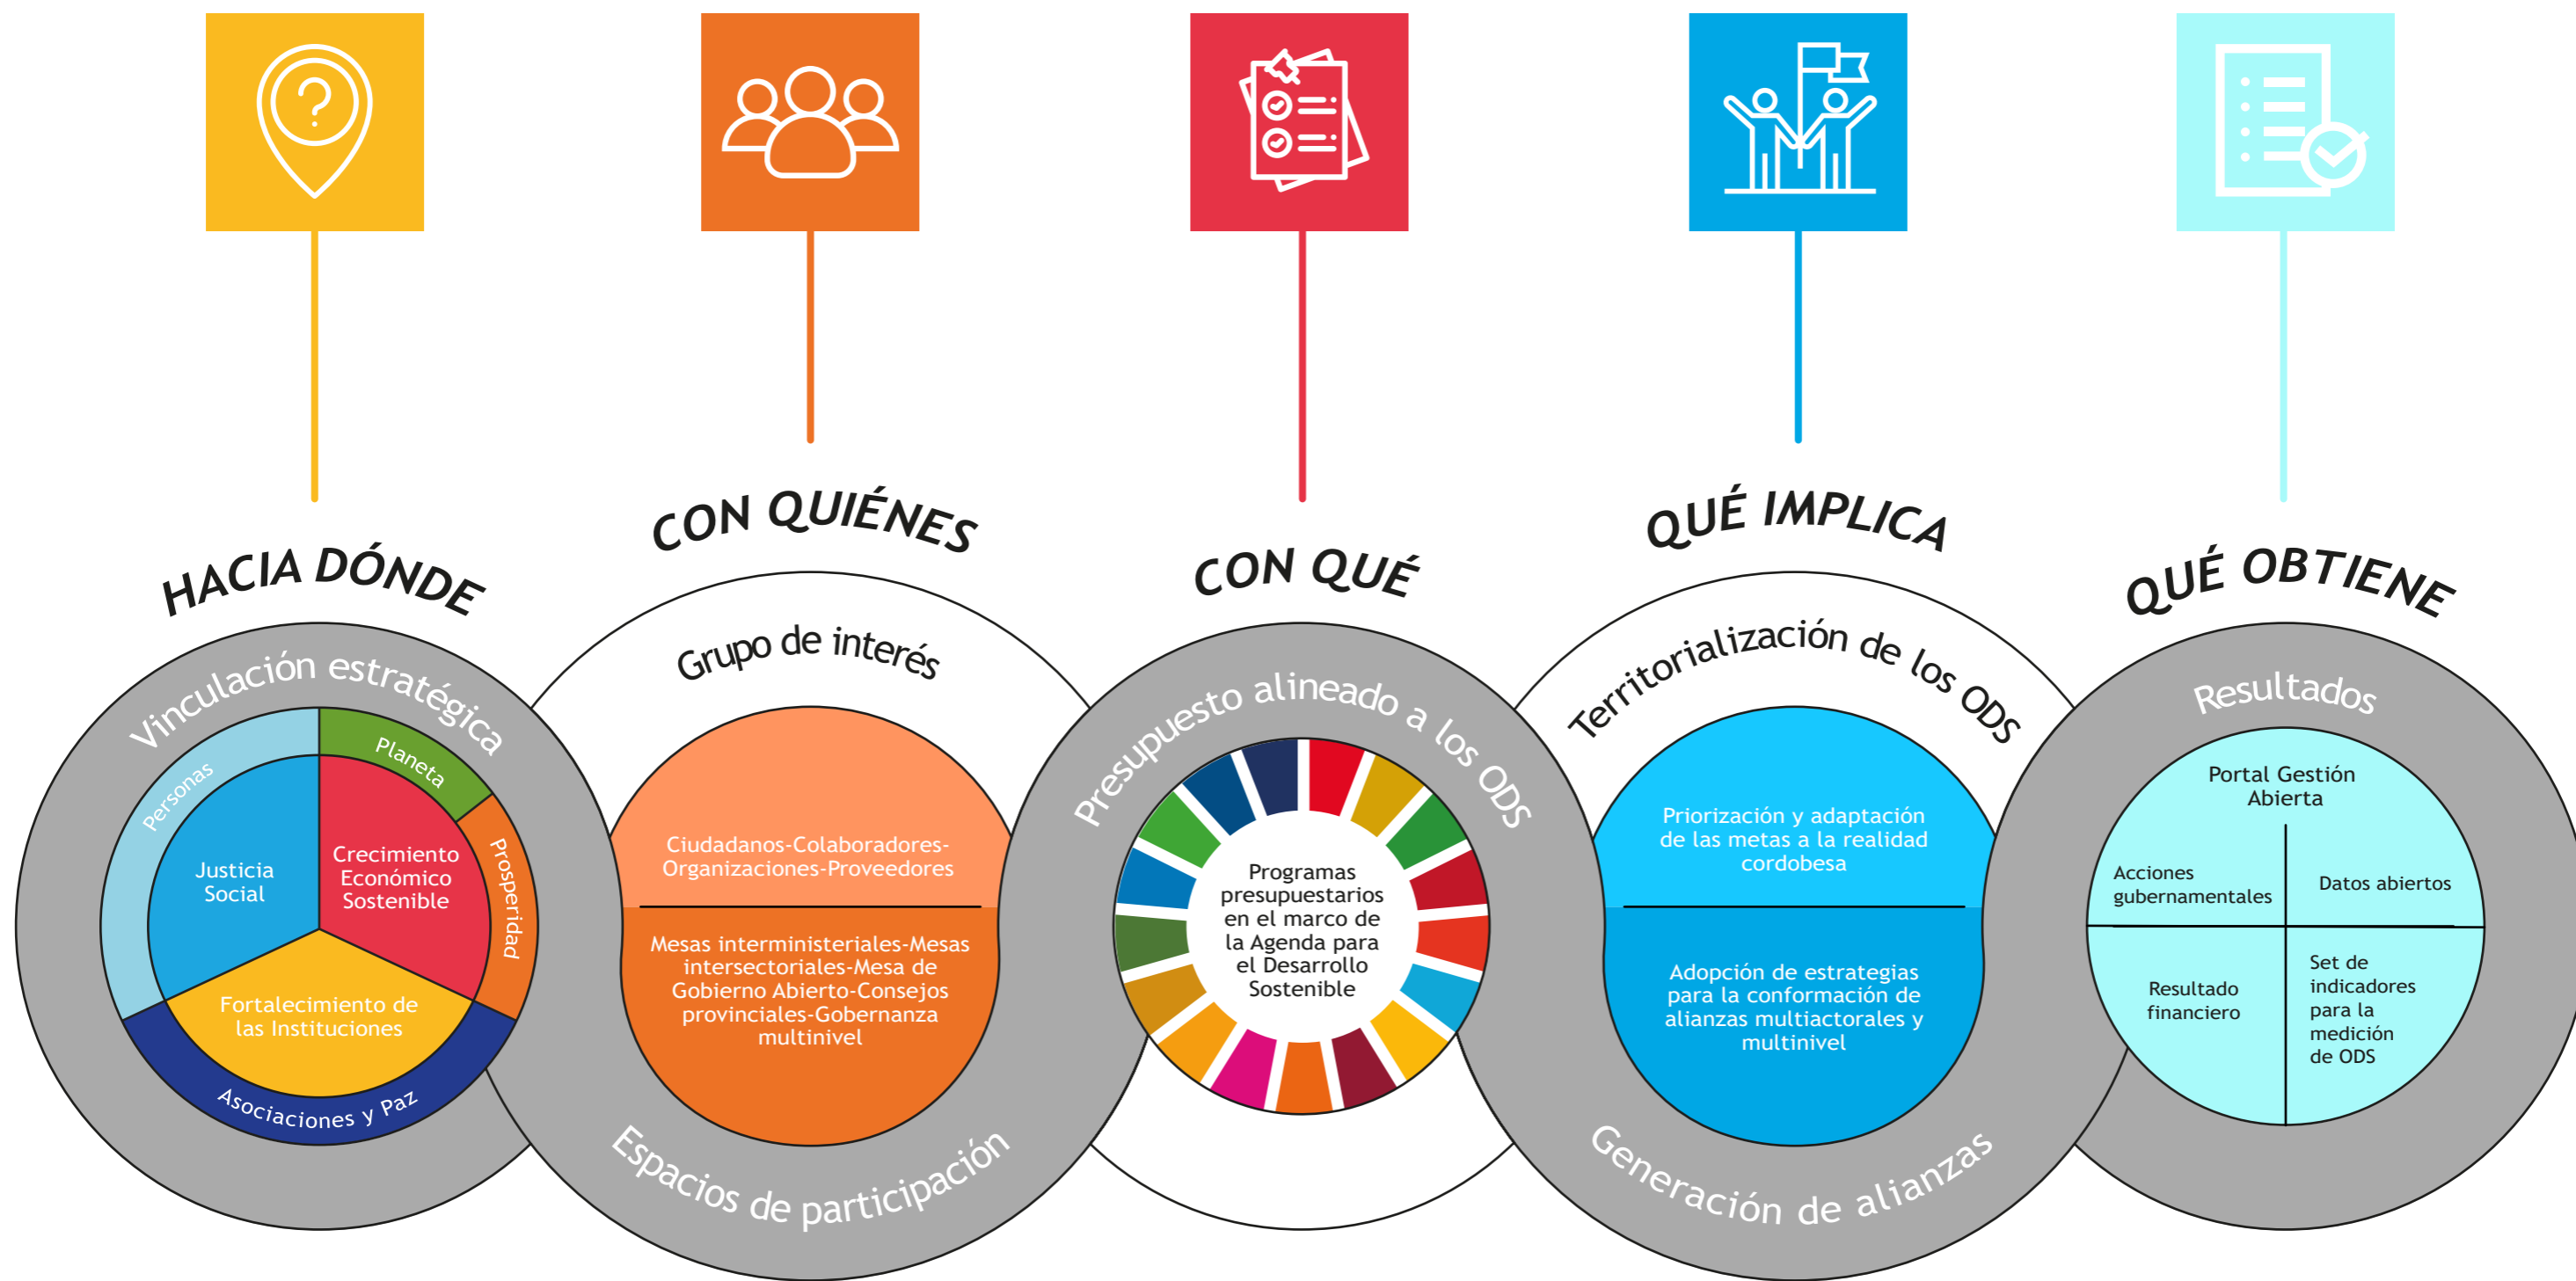 HACIA DÓNDE
Vinculación estratégica
Personas
Planeta
Prosperidad
Asociaciones y Paz
Justicia
Social
Crecimiento
Económico
Sostenible
Fortalecimiento de
las Instituciones
CON QUIÉNES
Grupo de interés
Ciudadanos-Colaboradores-
Organizaciones-Proveedores
Mesas interministeriales-Mesas
intersectoriales-Mesa de
Gobierno Abierto-Consejos
provinciales-Gobernanza
multinivel
Espacios de participación
CON QUÉ
Presupuesto alineado a los ODS
Programas
presupuestarios
en el marco de
la Agenda para
el Desarrollo
Sostenible
QUÉ IMPLICA
Territorialización de los ODS
Priorización y adaptación
de las metas a la realidad
cordobesa
Adopción de estrategias
para la conformación de
alianzas multiactorales y
multinivel
Generación de alianzas
QUÉ OBTIENE
Resultados
Portal Gestión
Abierta
Acciones
gubernamentales
Datos abiertos
Resultado
financiero
Set de
indicadores
para la
medición
de ODS